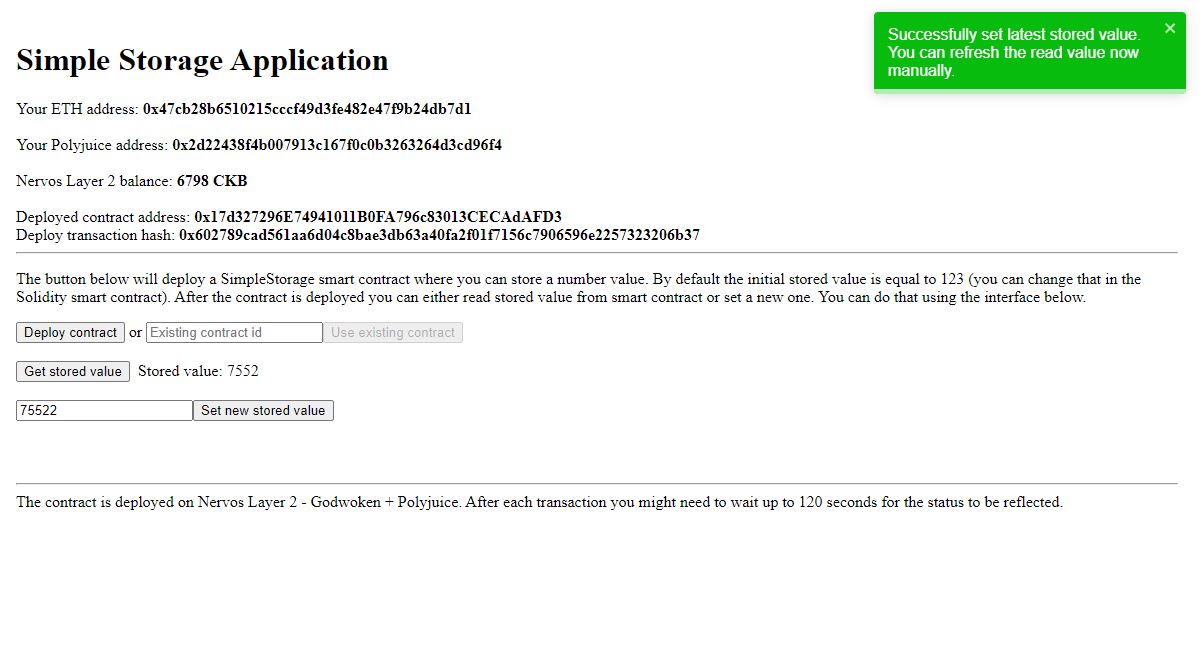 Simple Storage Application
Successfully set latest stored value.
You can refresh the read value now
manually.
×
Your ETH address: 0x47cb28b6510215cccf49d3fe482e47f9b24db7d1
Your Polyjuice address: 0x2d22438f4b007913c167f0c0b3263264d3cd96f4
Nervos Layer 2 balance: 6798 CKB
Deployed contract address: 0x17d327296E74941011B0FA796c83013CECAdAFD3
Deploy transaction hash: 0x602789cad561aa6d04c8bae3db63a40fa2f01f7156c7906596e2257323206b37
The button below will deploy a SimpleStorage smart contract where you can store a number value. By default the initial stored value is equal to 123 (you can change that in the
Solidity smart contract). After the contract is deployed you can either read stored value from smart contract or set a new one. You can do that using the interface below.
Deploy contract or Existing contract id Use existing contract
Get stored value Stored value: 7552
75522 Set new stored value
The contract is deployed on Nervos Layer 2 - Godwoken + Polyjuice. After each transaction you might need to wait up to 120 seconds for the status to be reflected.